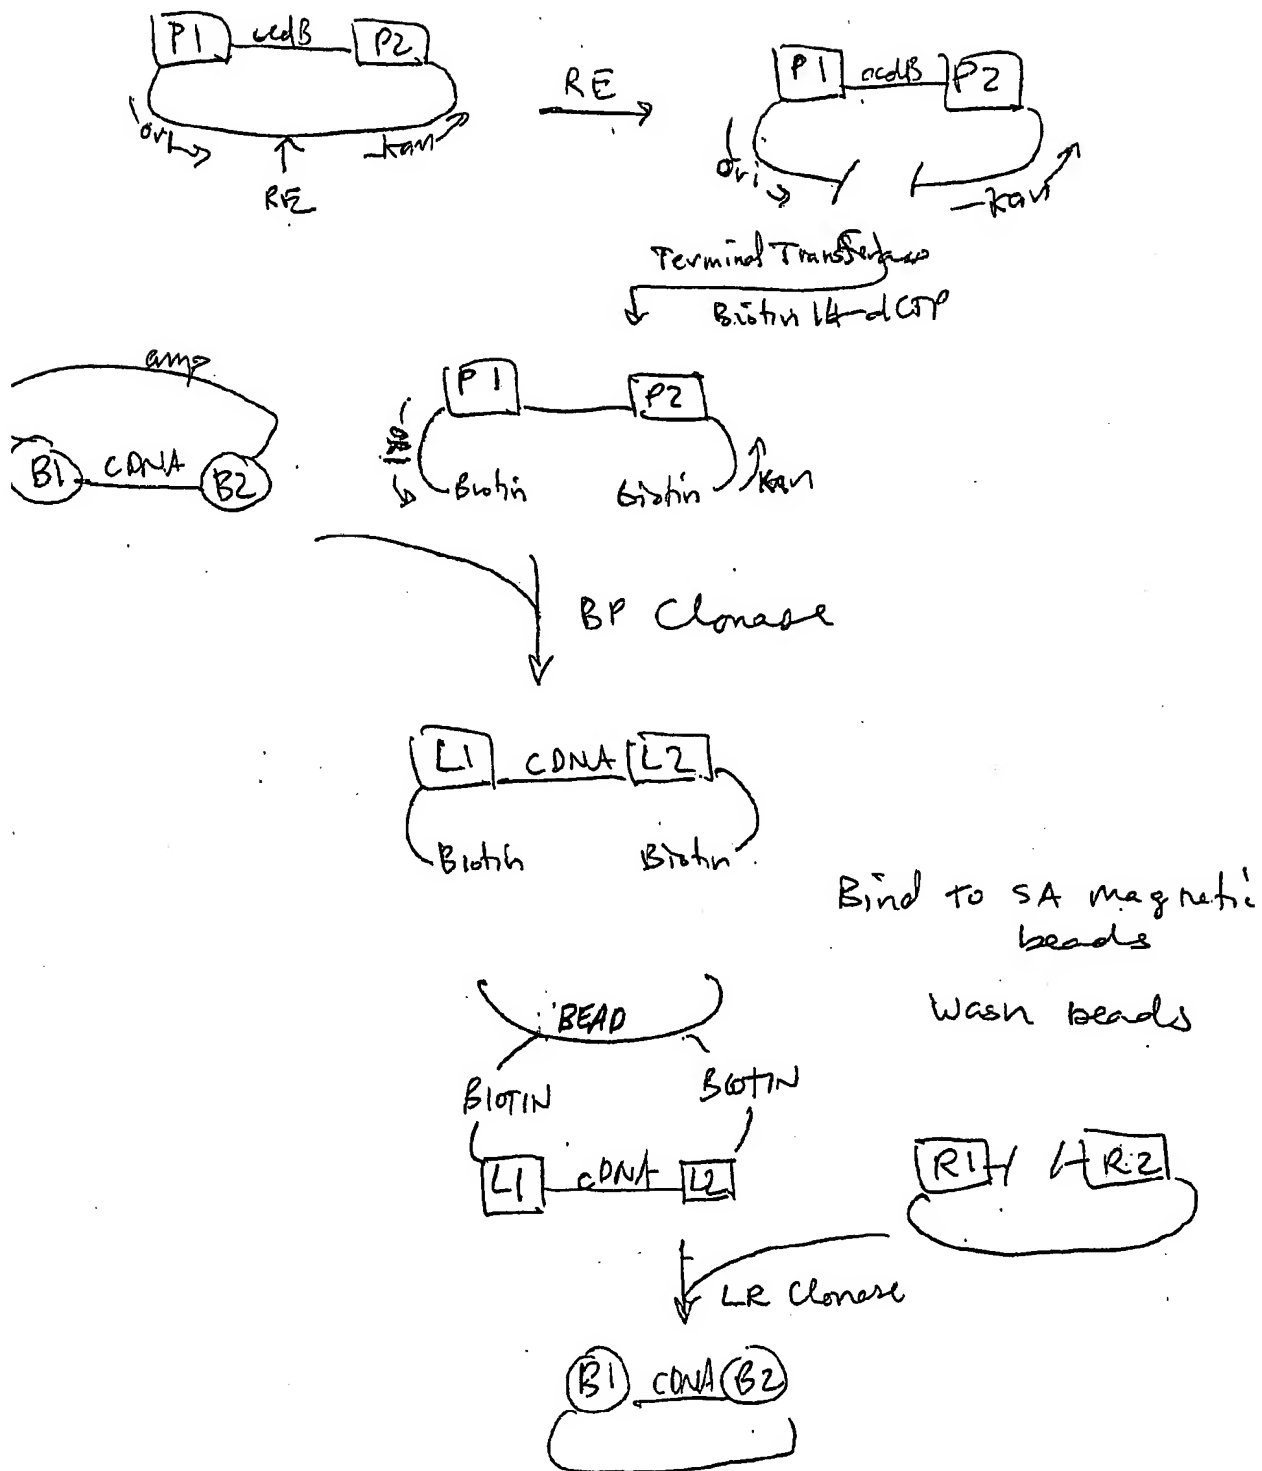 P1 ccdB P2
ori kan
RE
RE
P1 ccdB P2
ori kan
Terminal Transferase
Biotin 14-dCTP
amp
B1 cDNA B2
P1 P2
ORI Biotin Biotin kan
BP Clonase
L1 CDNA L2
Biotin Biotin
Bind to SA magnetic
beads
Wash beads
BEAD
BIOTIN BIOTIN
L1 cDNA L2
R1 R2
LR Clonase
B1 cDNA B2